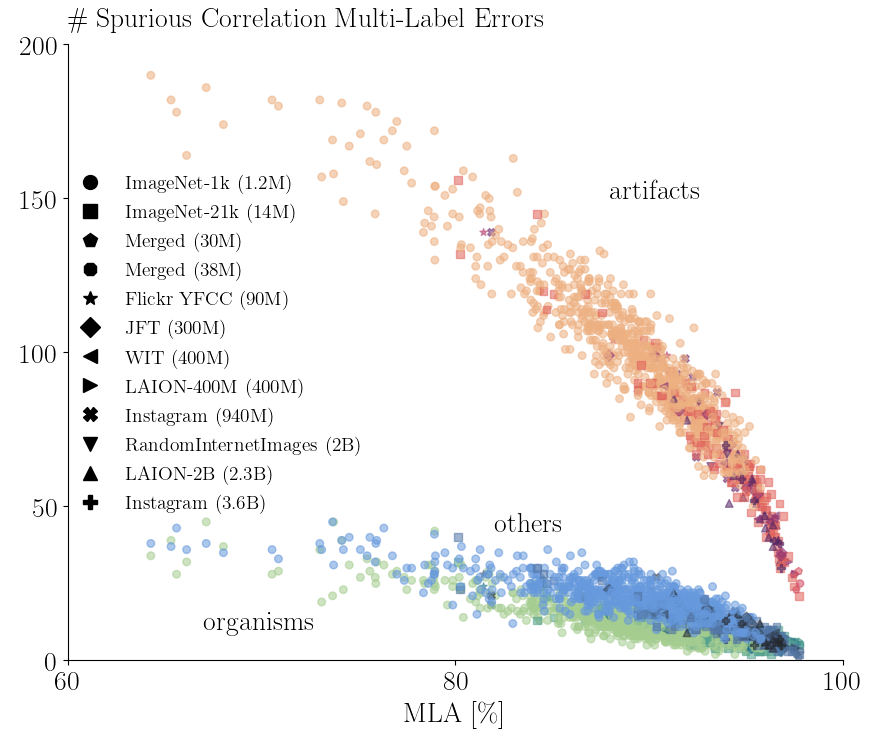 # Spurious Correlation Multi-Label Errors
200
150
100
50
0
artifacts
ImageNet-1k (1.2M)
ImageNet-21k (14M)
Merged (30M)
Merged (38M)
Flickr YFCC (90M)
JFT (300M)
WIT (400M)
LAION-400M (400M)
Instagram (940M)
RandomInternetImages (2B)
LAION-2B (2.3B)
Instagram (3.6B)
others
organisms
60
80
100
MLA [%]